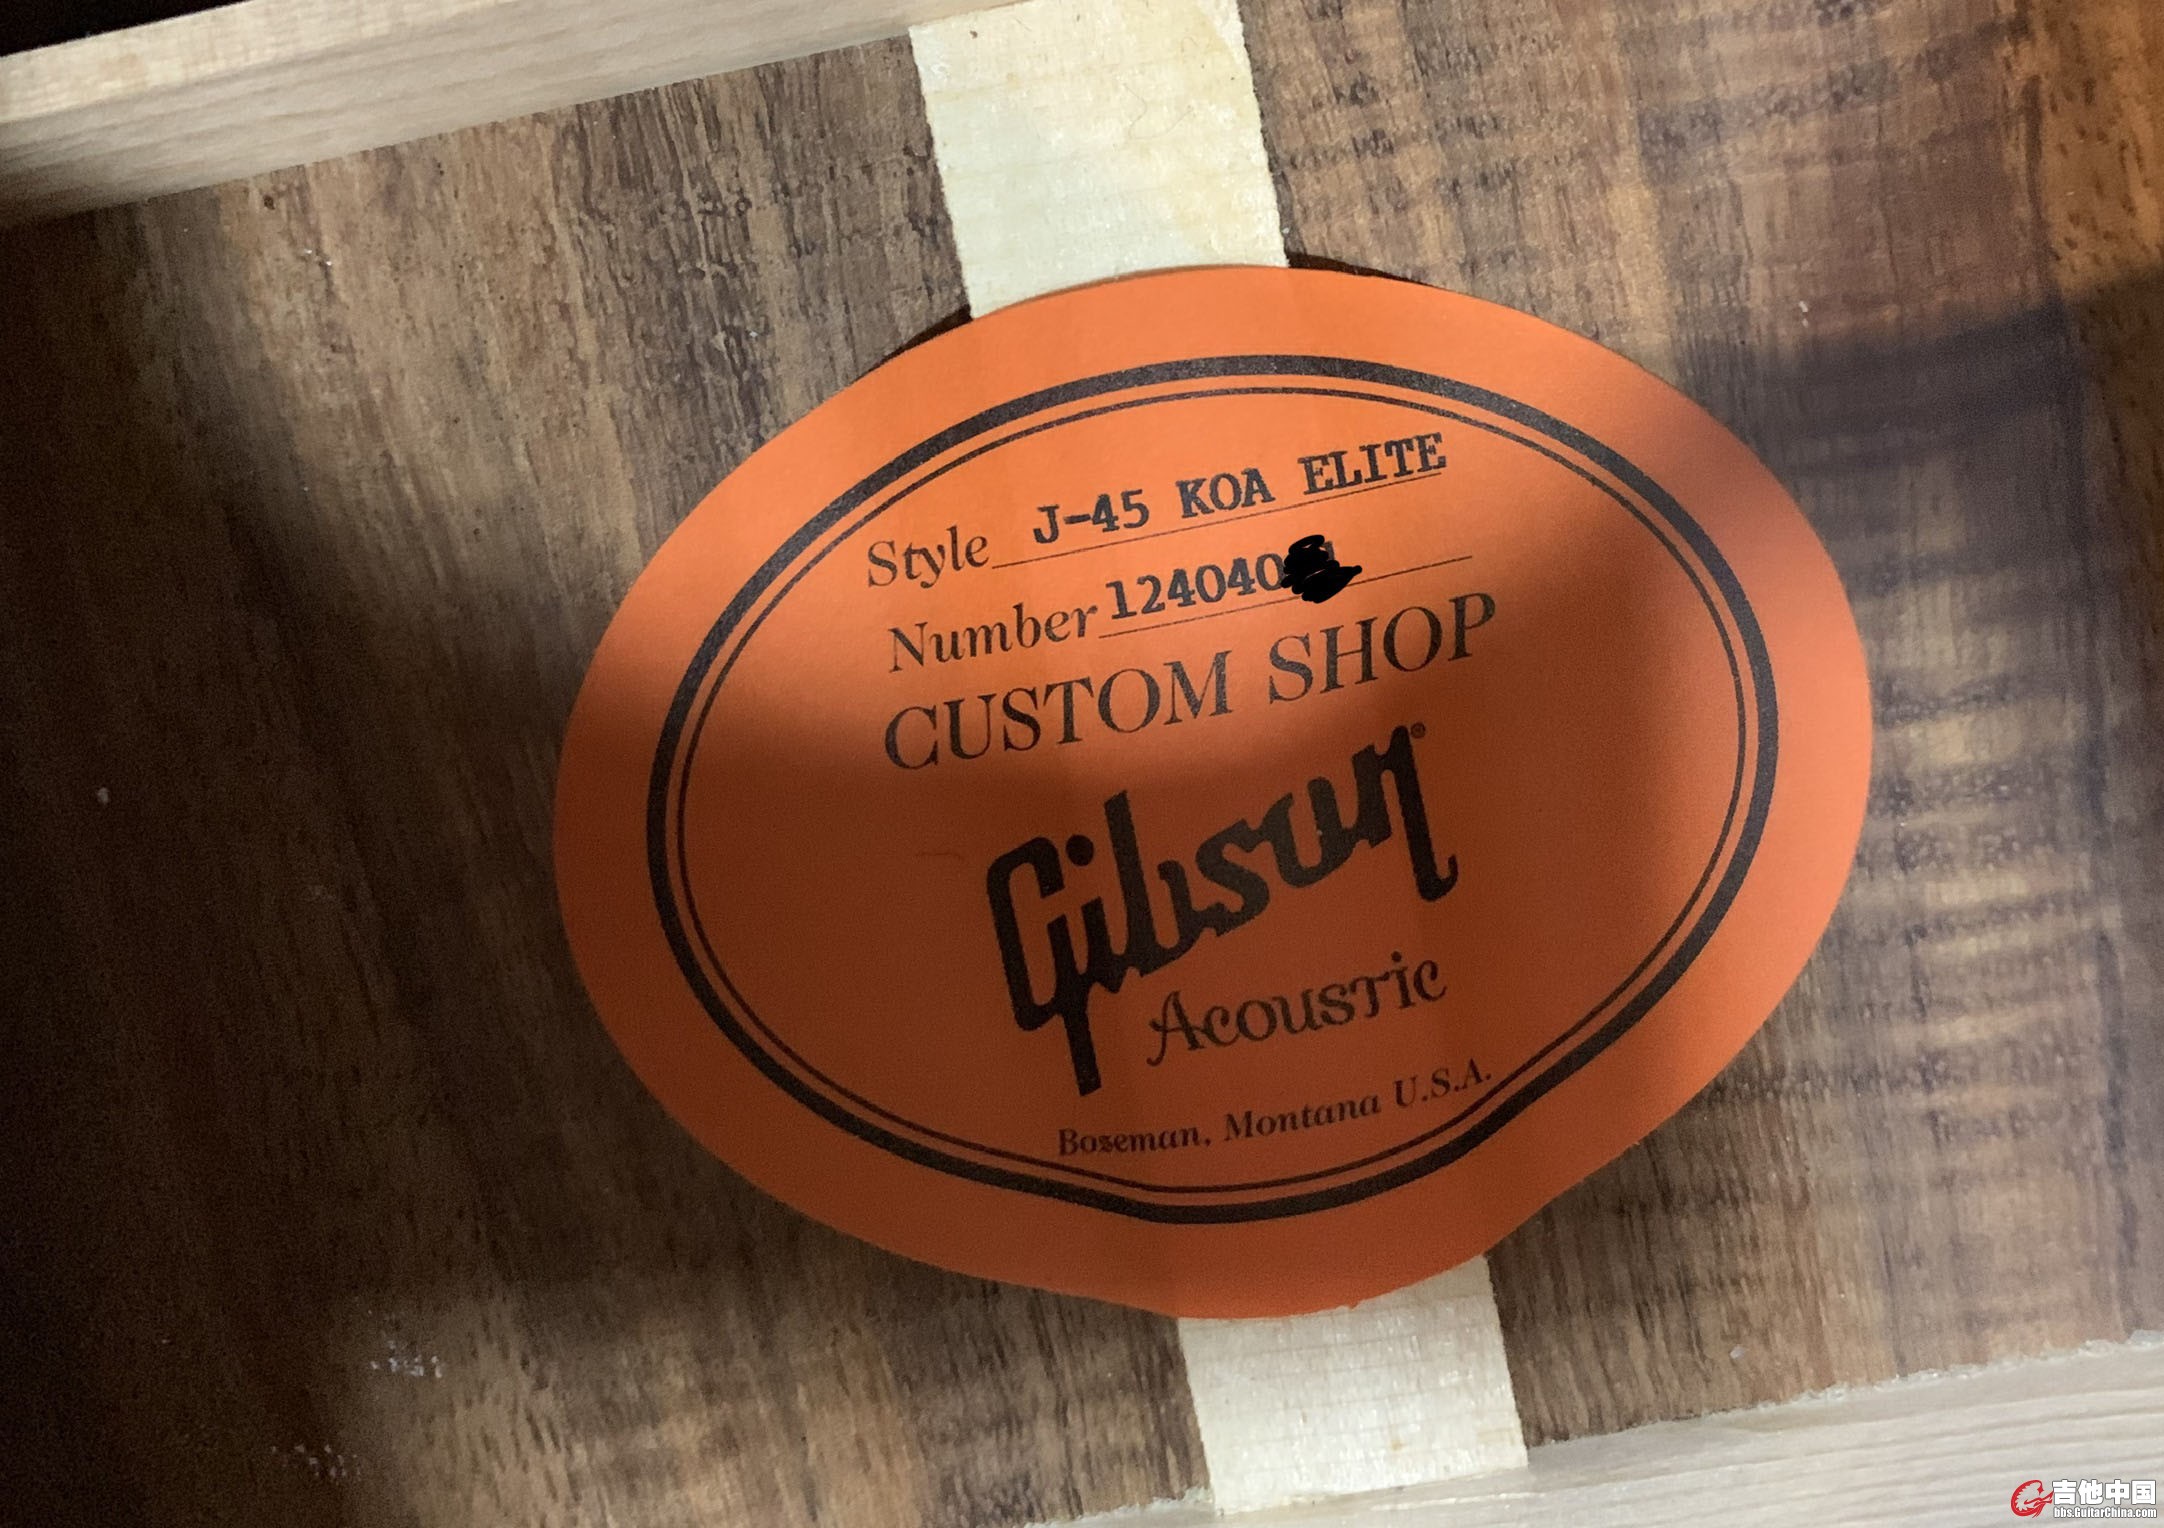 Style J-45 KOA ELITE
Number 124040
CUSTOM SHOP
Gibson®
Acoustic
Bozeman, Montana U.S.A.
吉他中国
bbs.GuitarChina.com